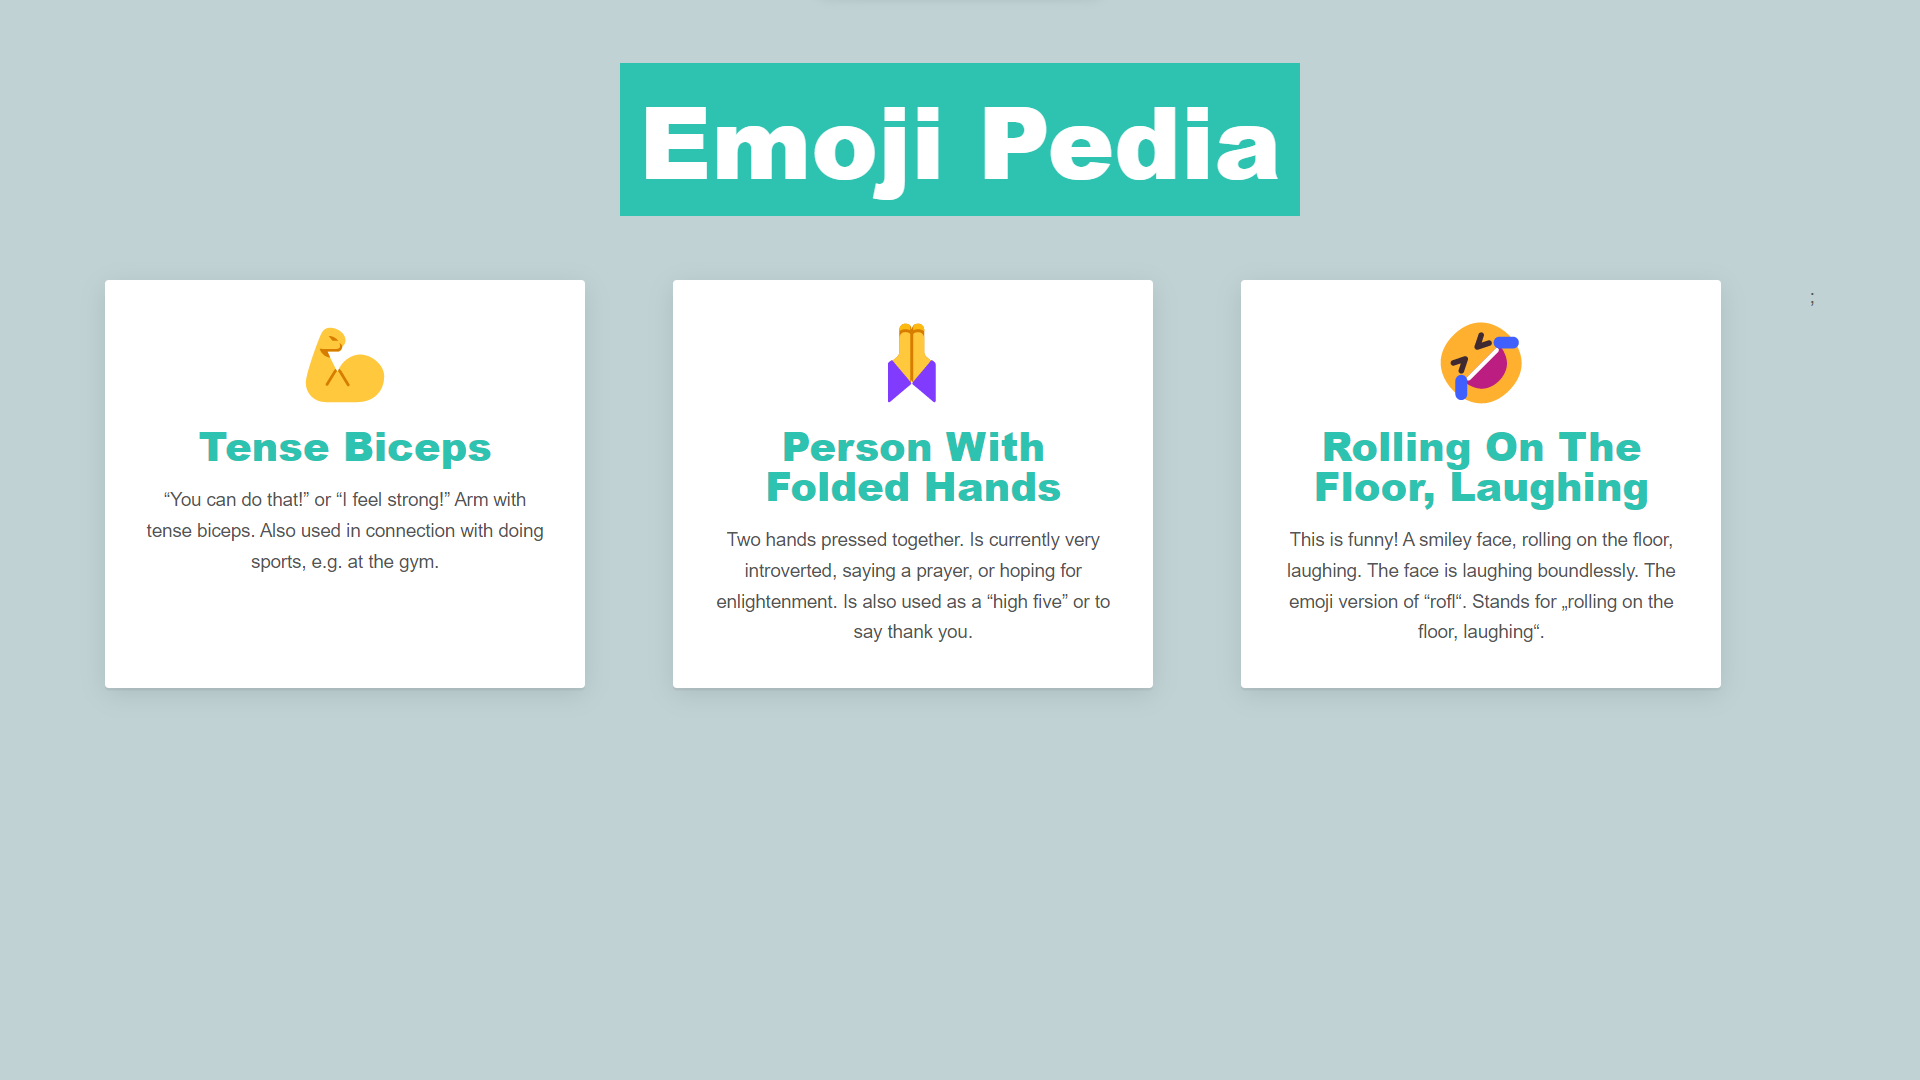 Emoji Pedia
Tense Biceps
“You can do that!” or “I feel strong!” Arm with
tense biceps. Also used in connection with doing
sports, e.g. at the gym.
Person With
Folded Hands
Two hands pressed together. Is currently very
introverted, saying a prayer, or hoping for
enlightenment. Is also used as a “high five” or to
say thank you.
Rolling On The
Floor, Laughing
This is funny! A smiley face, rolling on the floor,
laughing. The face is laughing boundlessly. The
emoji version of “rofl“. Stands for „rolling on the
floor, laughing“.
;